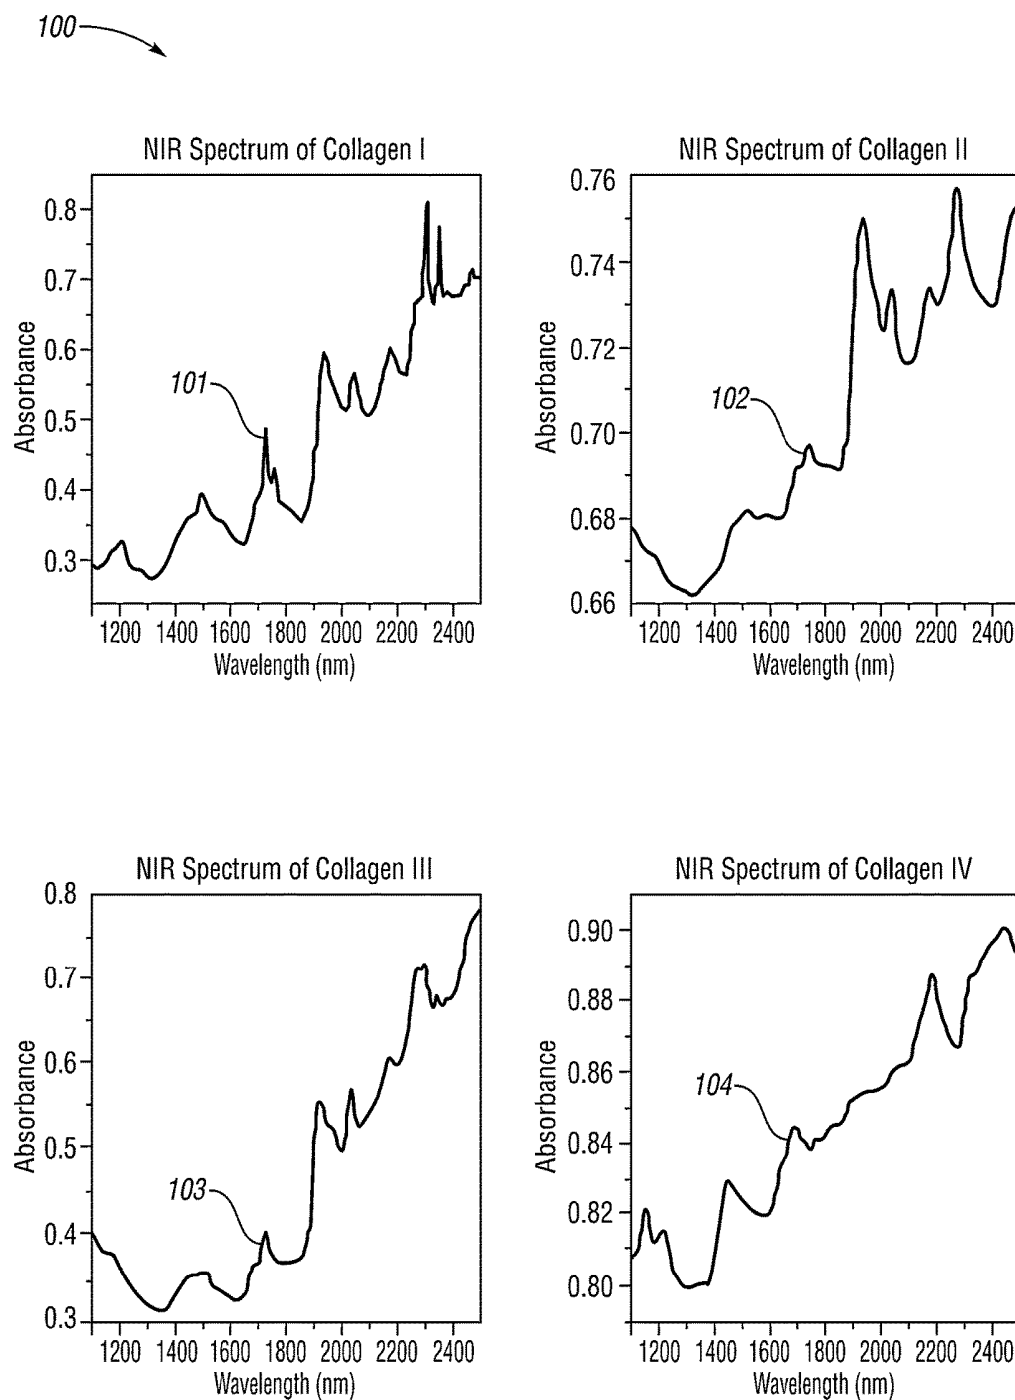 100
NIR Spectrum of Collagen I
0.8
0.7
0.6
0.5
0.4
0.3
Absorbance
101
1200 1400 1600 1800 2000 2200 2400
Wavelength (nm)
NIR Spectrum of Collagen II
0.76
0.74
0.72
0.70
0.68
0.66
Absorbance
102
1200 1400 1600 1800 2000 2200 2400
Wavelength (nm)
NIR Spectrum of Collagen III
0.8
0.7
0.6
0.5
0.4
0.3
Absorbance
103
1200 1400 1600 1800 2000 2200 2400
Wavelength (nm)
NIR Spectrum of Collagen IV
0.90
0.88
0.86
0.84
0.82
0.80
Absorbance
104
1200 1400 1600 1800 2000 2200 2400
Wavelength (nm)